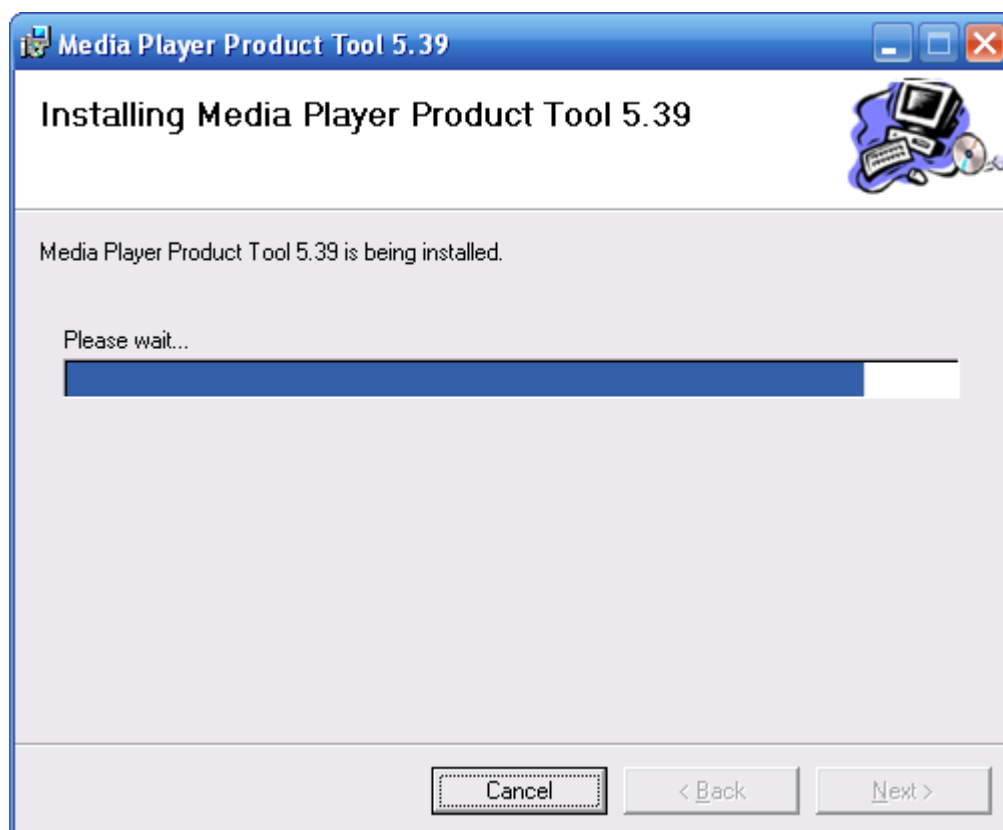 Media Player Product Tool 5.39
Installing Media Player Product Tool 5.39
Media Player Product Tool 5.39 is being installed.
Please wait...
Cancel < Back Next >